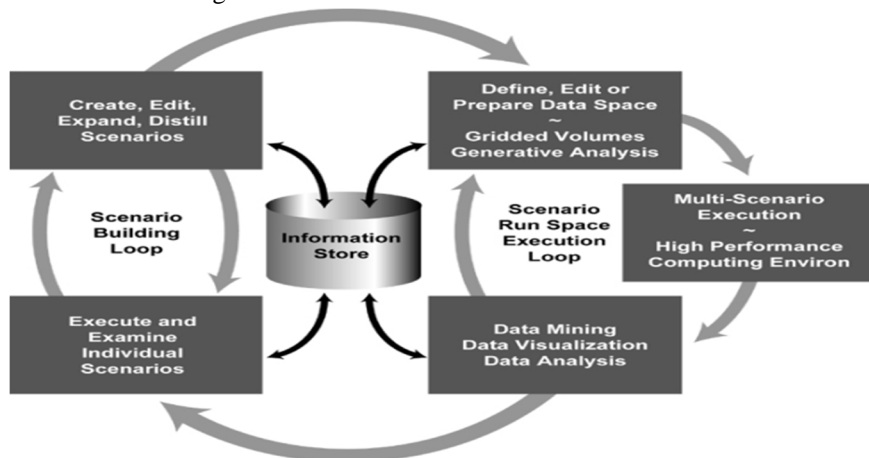 Create, Edit,
Expand, Distill
Scenarios
Define, Edit or
Prepare Data Space
~
Gridded Volumes
Generative Analysis
Scenario
Building
Loop
Information
Store
Scenario
Run Space
Execution
Loop
Multi-Scenario
Execution
~
High Performance
Computing Environ
Execute and
Examine
Individual
Scenarios
Data Mining
Data Visualization
Data Analysis